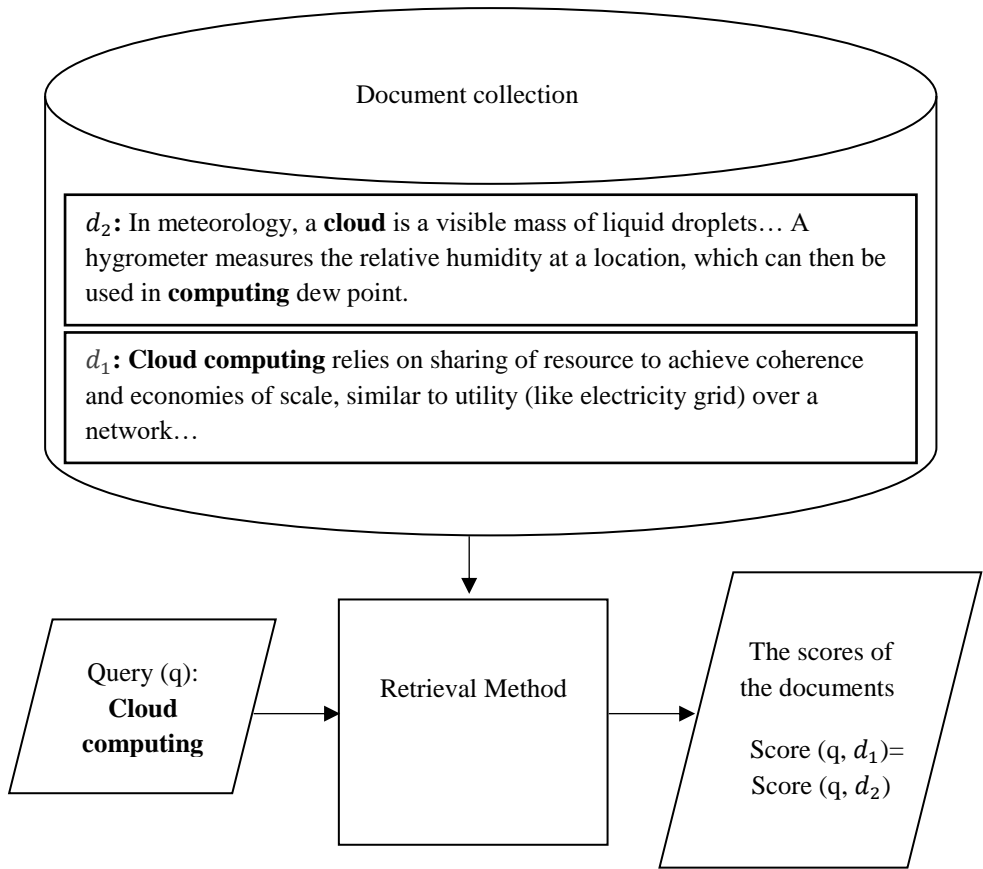 Document collection
d₂: In meteorology, a cloud is a visible mass of liquid droplets… A
hygrometer measures the relative humidity at a location, which can then be
used in computing dew point.
d₁: Cloud computing relies on sharing of resource to achieve coherence
and economies of scale, similar to utility (like electricity grid) over a
network…
Query (q):
Cloud
computing
Retrieval Method
The scores of
the documents
Score (q, d₁)=
Score (q, d₂)